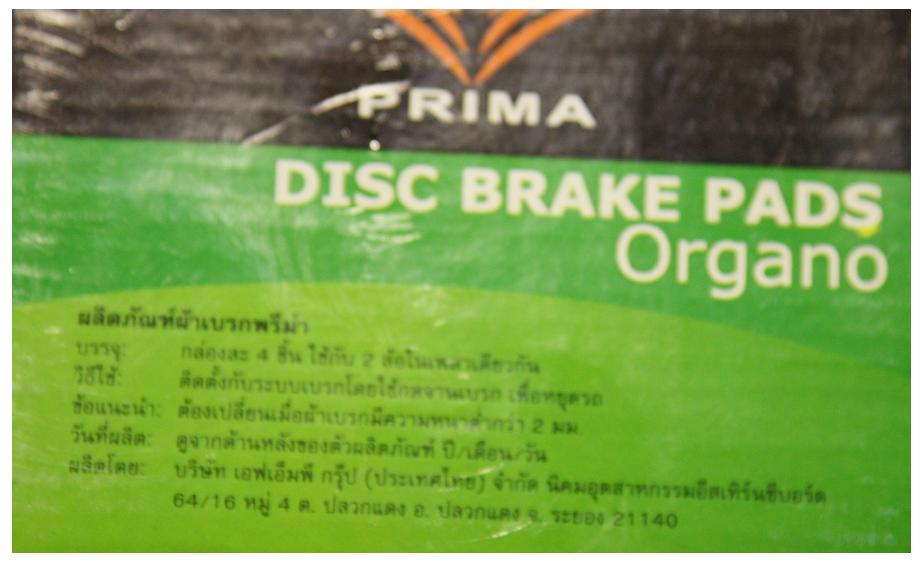 PRIMA
DISC BRAKE PADS
Organo
ผลิตภัณฑ์ผ้าเบรกพรีม่า
บรรจุ: กล่องละ 4 ชิ้น ใช้กับ 2 ล้อในเพลาเดียวกัน
วิธีใช้: ติดตั้งกับระบบเบรกโดยใช้กดจานเบรก เพื่อหยุดรถ
ข้อแนะนำ: ต้องเปลี่ยนเมื่อผ้าเบรกมีความหนาต่ำกว่า 2 มม.
วันที่ผลิต: ดูจากด้านหลังของตัวผลิตภัณฑ์ ปี/เดือน/วัน
ผลิตโดย: บริษัท เอฟเอ็มพี กรุ๊ป (ประเทศไทย) จำกัด นิคมอุตสาหกรรมอีสเทิร์นซีบอร์ด
64/16 หมู่ 4 ต. ปลวกแดง อ. ปลวกแดง จ. ระยอง 21140